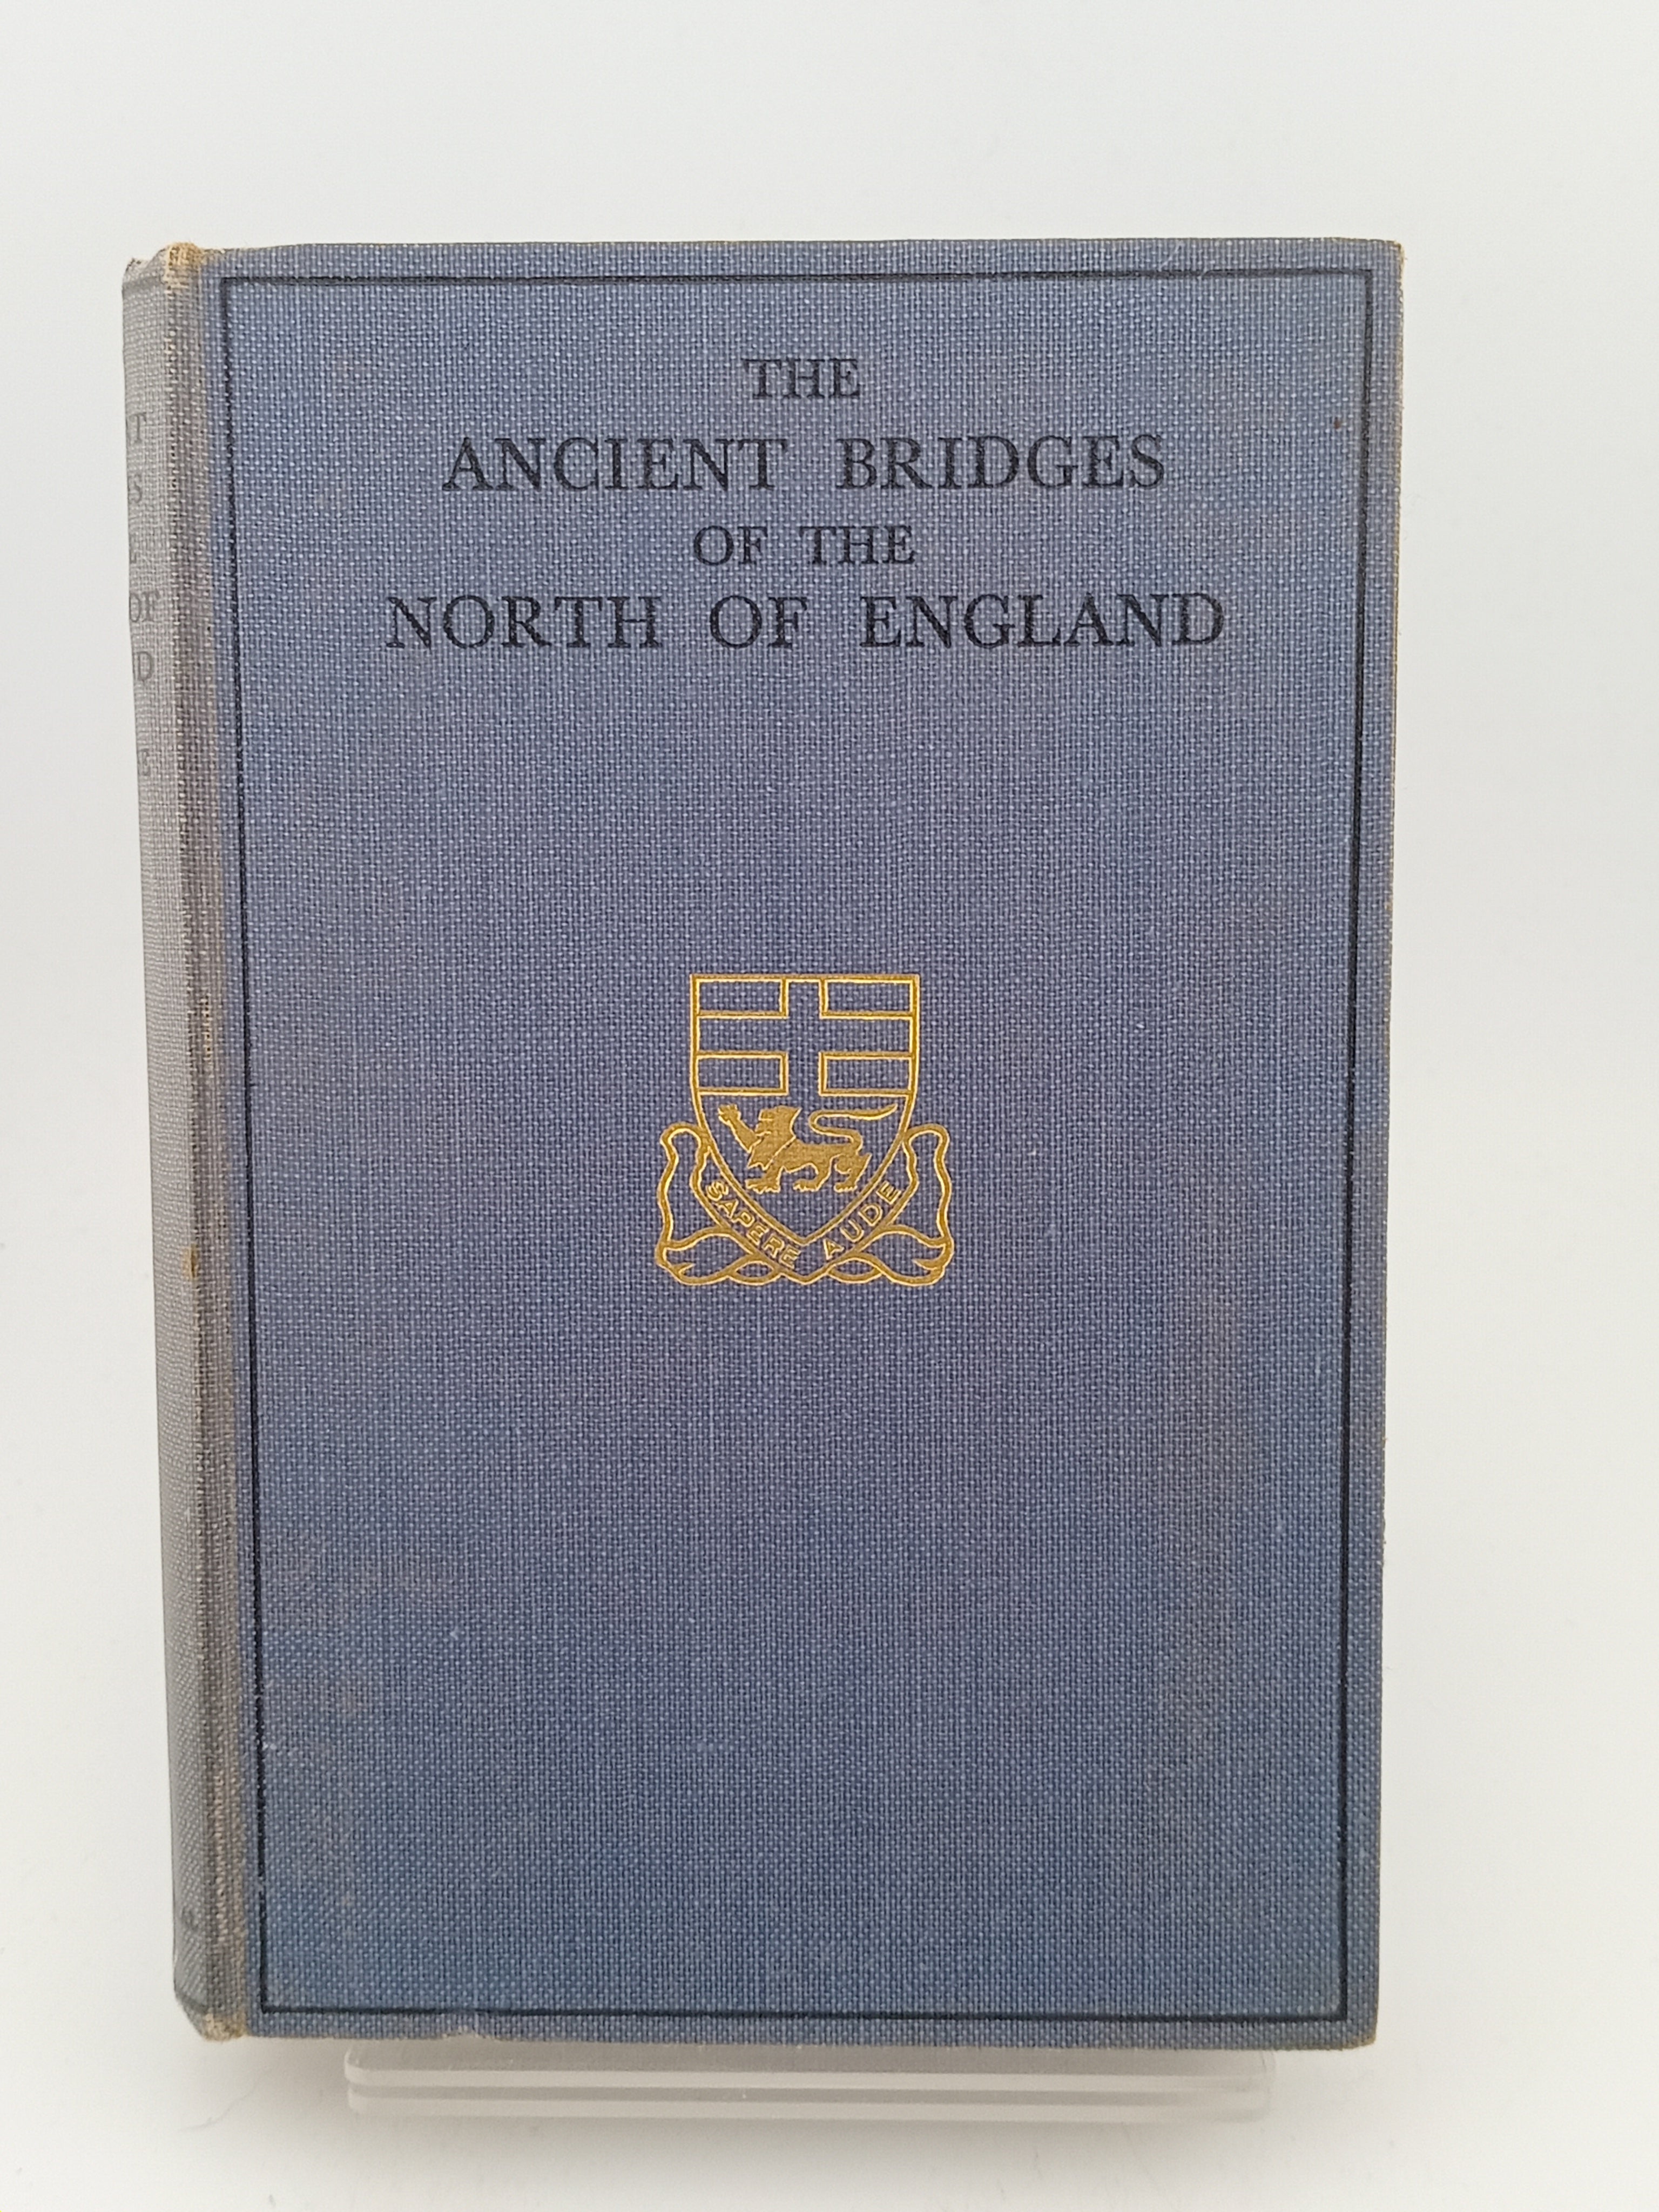 THE
ANCIENT BRIDGES
OF THE
NORTH OF ENGLAND
SAPERE AUDE